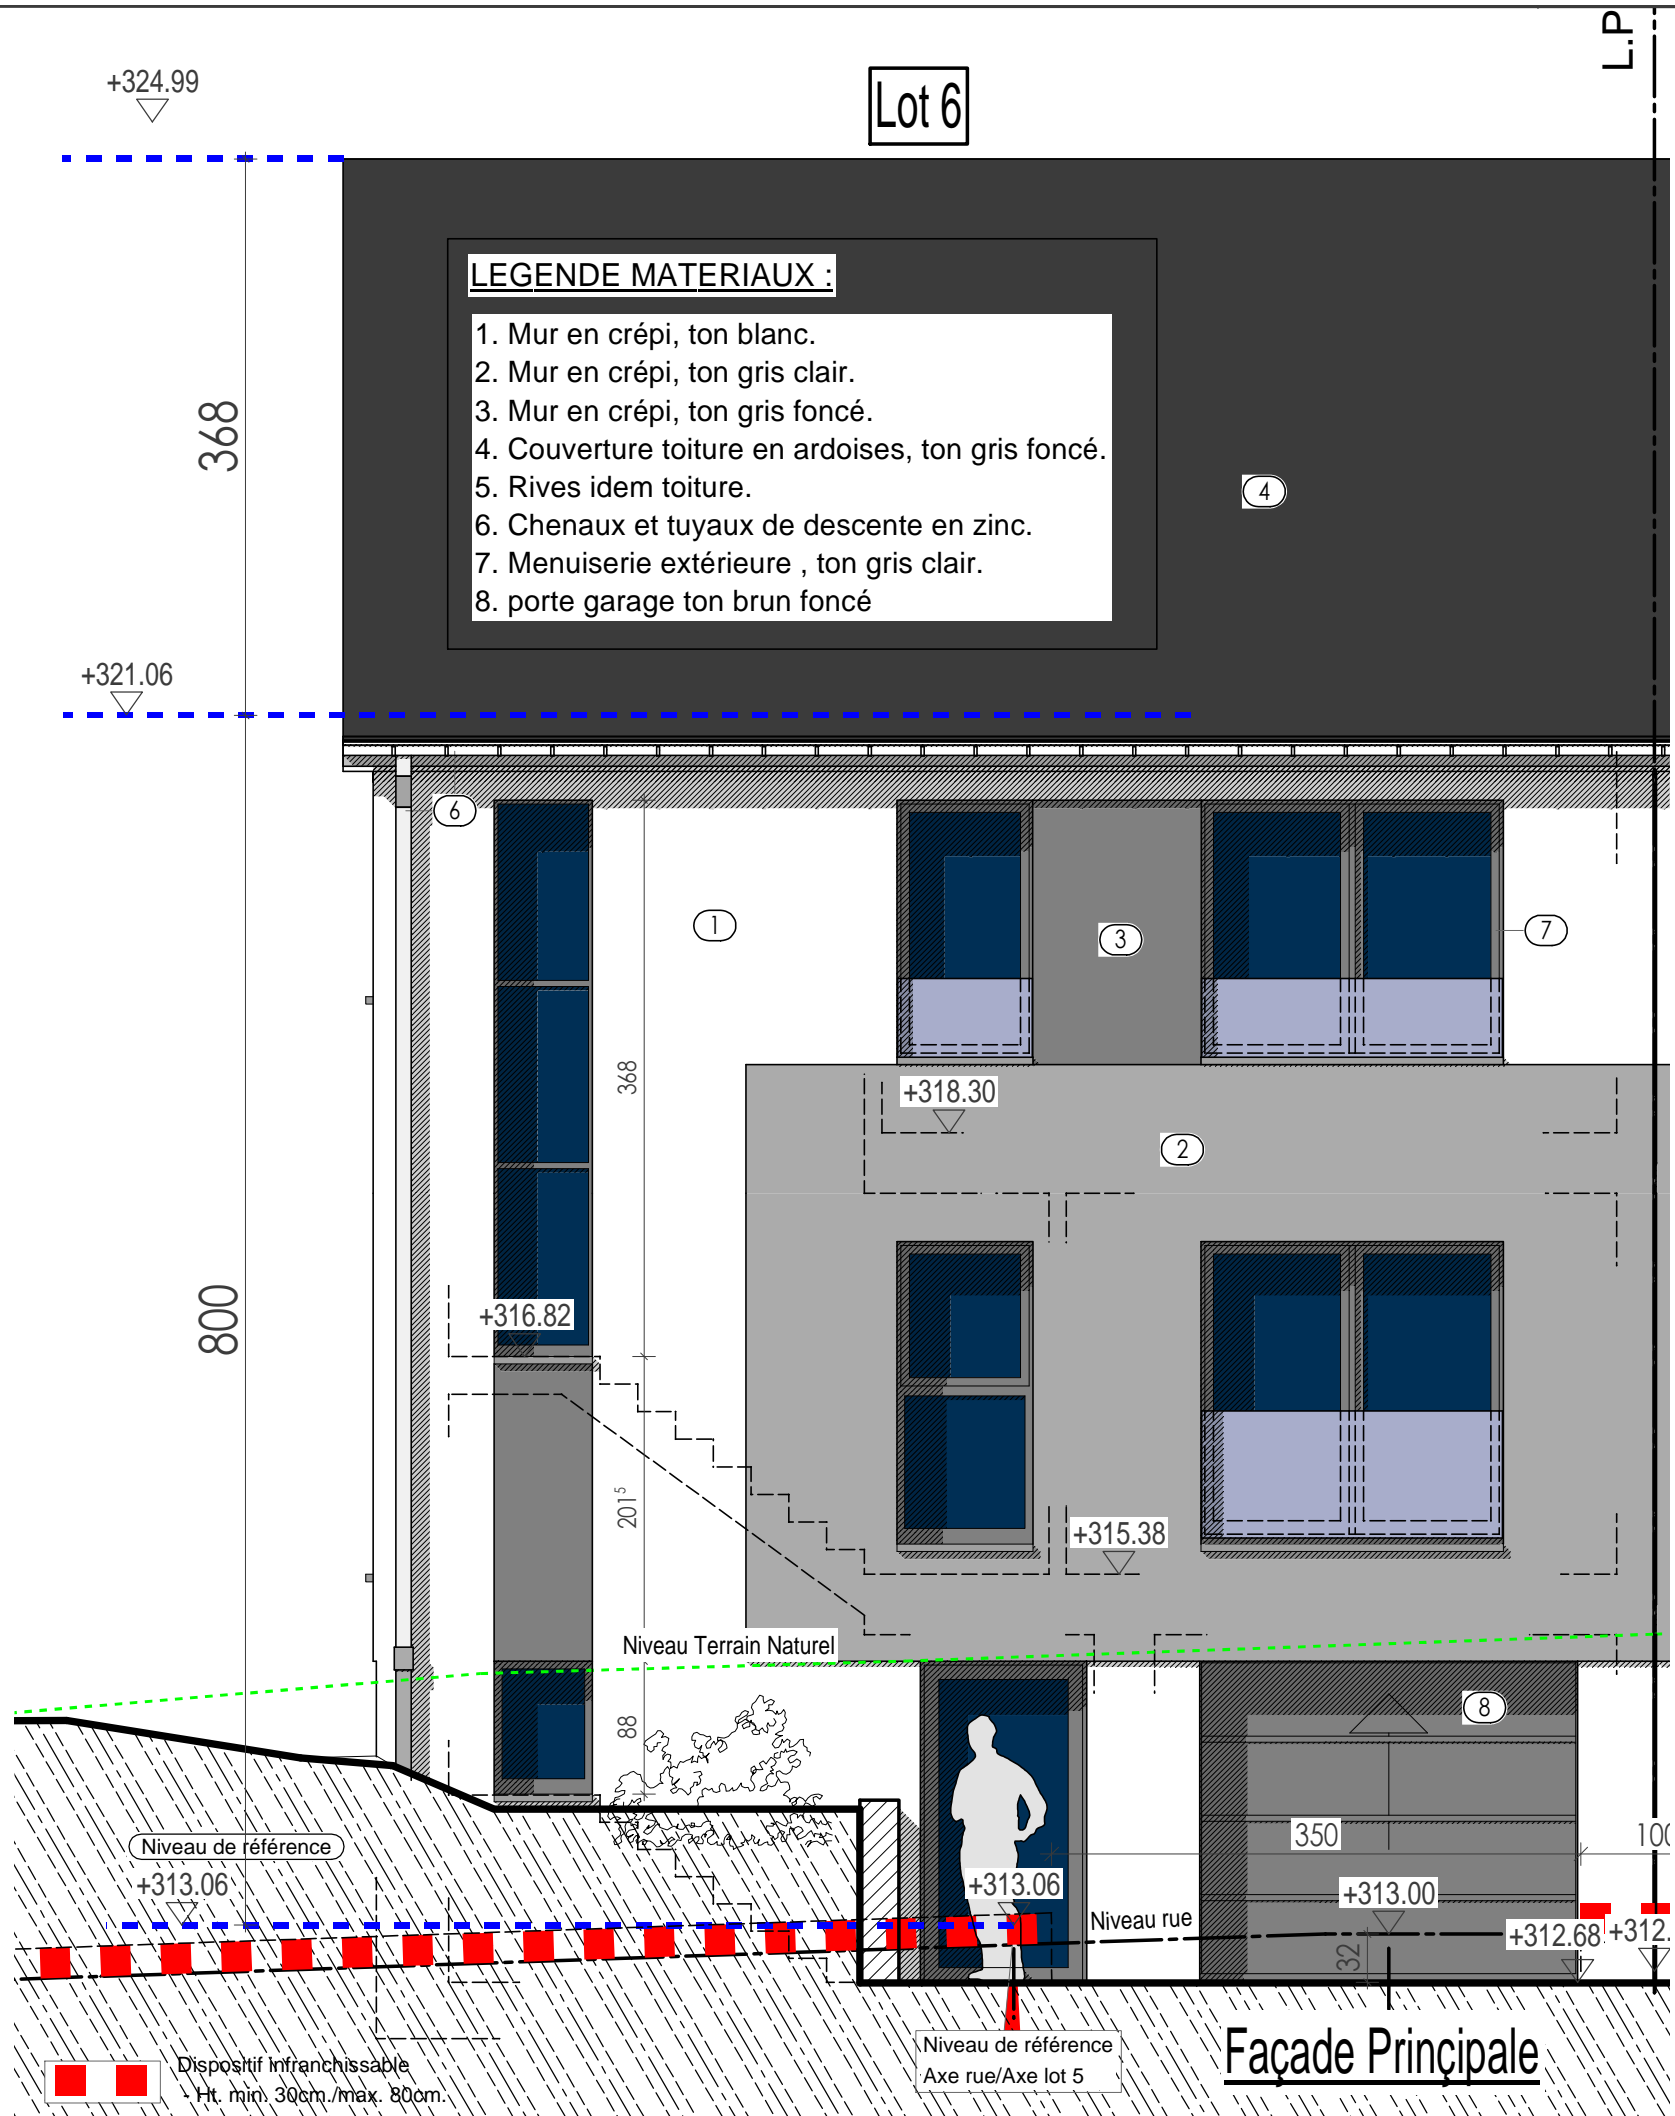 L.P
+324.99
Lot 6
LEGENDE MATERIAUX :
1. Mur en crépi, ton blanc.
2. Mur en crépi, ton gris clair.
3. Mur en crépi, ton gris foncé.
4. Couverture toiture en ardoises, ton gris foncé.
5. Rives idem toiture.
6. Chenaux et tuyaux de descente en zinc.
7. Menuiserie extérieure , ton gris clair.
8. porte garage ton brun foncé
368
4
+321.06
6
1
3
7
368
+318.30
2
800
+316.82
201⁵
+315.38
Niveau Terrain Naturel
88
8
Niveau de référence
350
100
+313.06
+313.06
+313.00
Niveau rue
+312.68
+312.
32
Niveau de référence
Axe rue/Axe lot 5
Façade Prinçipale
Dispositif infranchissable
- Ht. min. 30cm./max. 80cm.